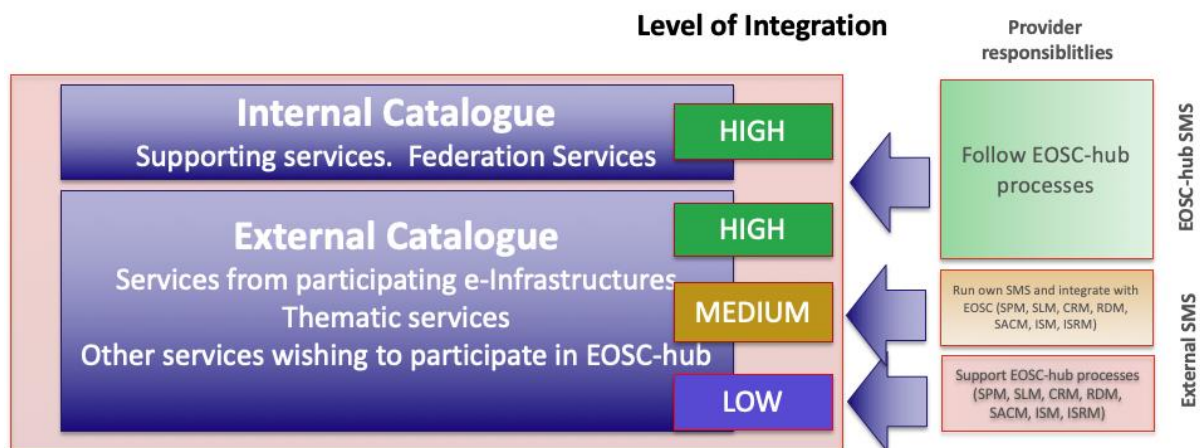 Level of Integration
Provider
responsiblitlies
Internal Catalogue
Supporting services.  Federation Services
HIGH
Follow EOSC-hub
processes
EOSC-hub SMS
External Catalogue
Services from participating e-Infrastructures
Thematic services
Other services wishing to participate in EOSC-hub
HIGH
MEDIUM
LOW
Run own SMS and integrate with
EOSC (SPM, SLM, CRM, RDM,
SACM, ISM, ISRM)
Support EOSC-hub processes
(SPM, SLM, CRM, RDM,
SACM, ISM, ISRM)
External SMS